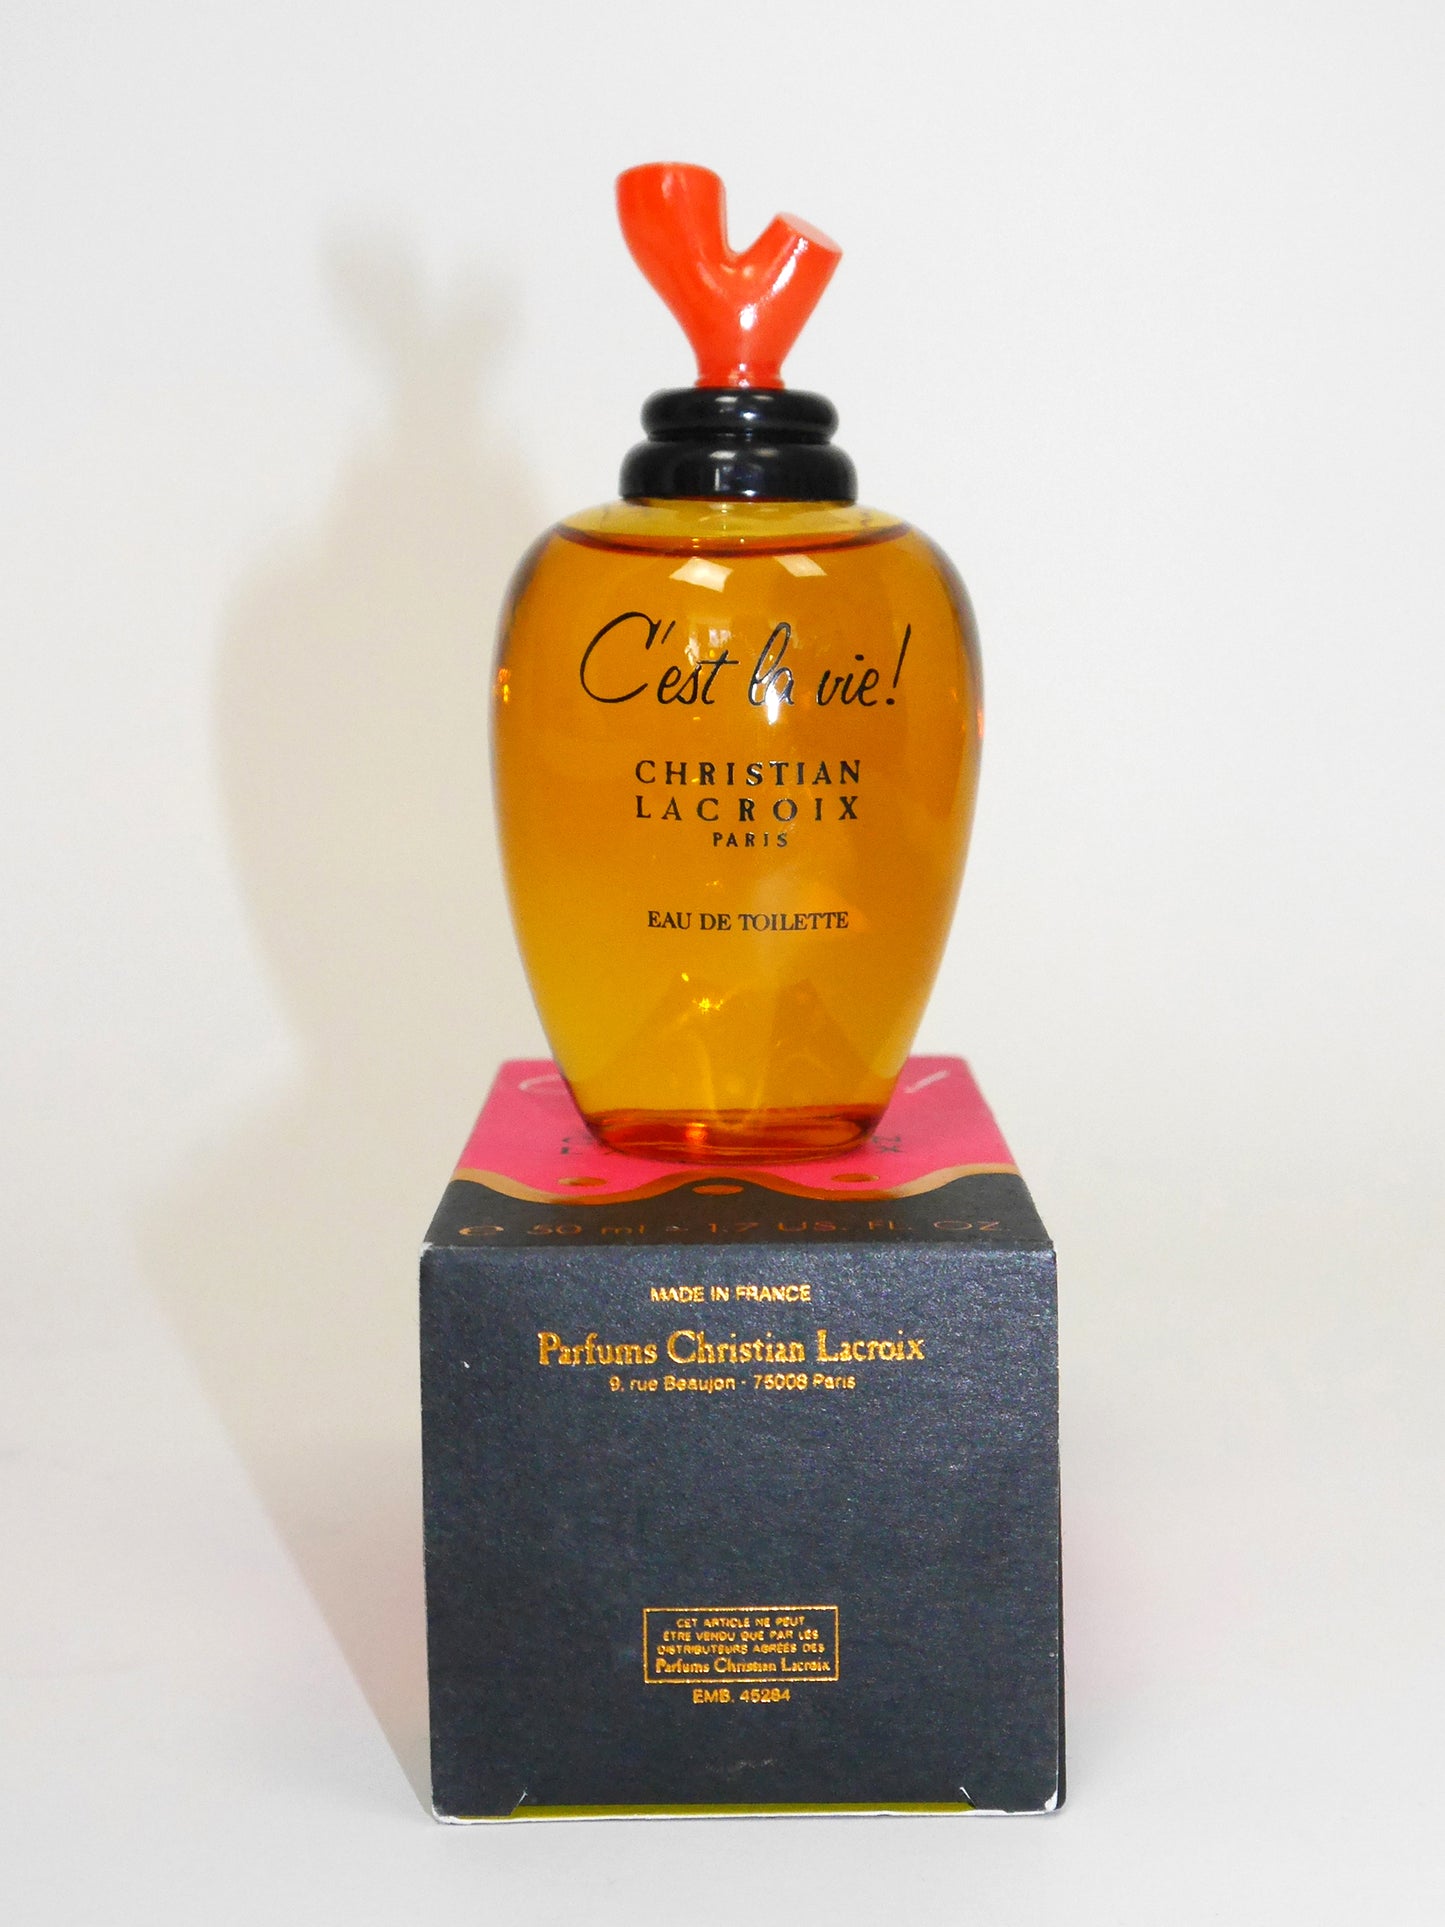 C'est la vie!
CHRISTIAN
LACROIX
PARIS
EAU DE TOILETTE
℮ 50 ml - 1.7 US. FL. OZ.
MADE IN FRANCE
Parfums Christian Lacroix
9, rue Beaujon - 75008 Paris
CET ARTICLE NE PEUT
ÊTRE VENDU QUE PAR LES
DISTRIBUTEURS AGRÉÉS DES
Parfums Christian Lacroix
EMB. 45284